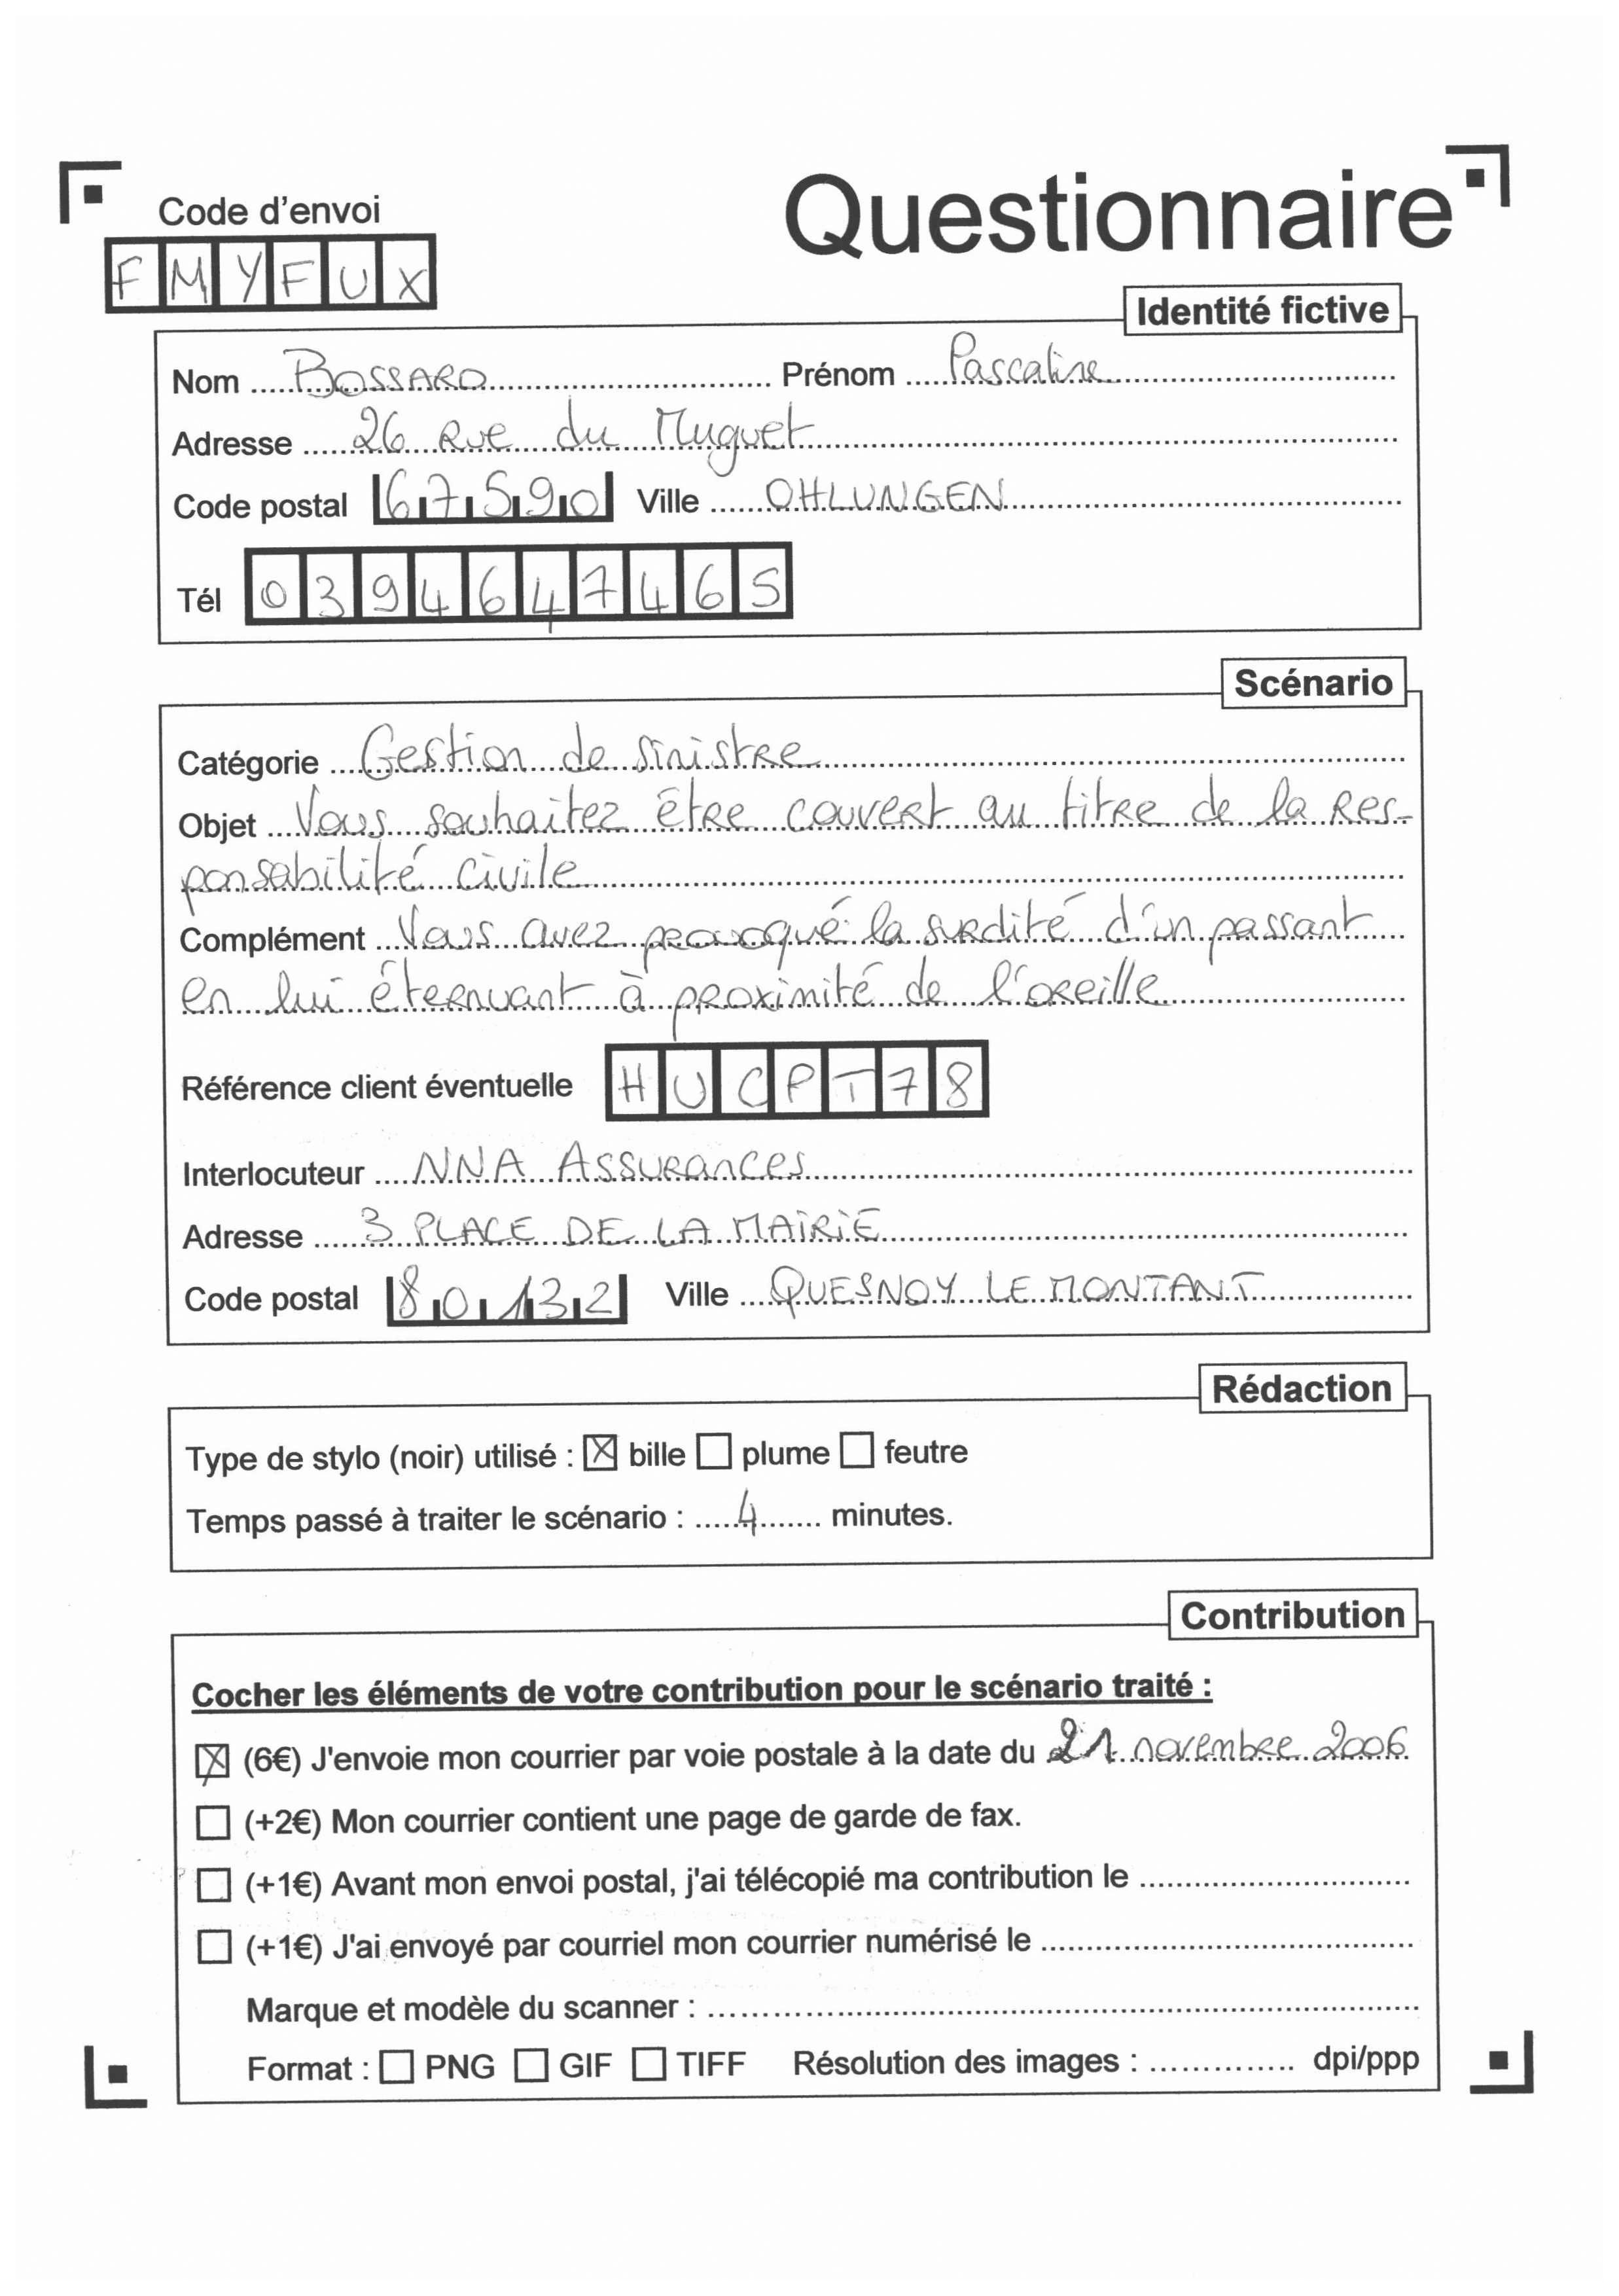 Questionnaire
Code d'envoi
FMYFUX
Identité fictive
Nom BOSSARD Prénom Pascaline
Adresse 26 Rue du Muguet
Code postal 67590 Ville OHLUNGEN
Tél 0394647465
Scénario
Catégorie Gestion de sinistre
Objet Vous souhaitez être couvert au titre de la Res-
ponsabilité civile
Complément Vous avez provoqué la surdité d'un passant
en lui éternuant à proximité de l'oreille
Référence client éventuelle HUCPT78
Interlocuteur NNA Assurances
Adresse 3 PLACE DE LA MAIRIE
Code postal 80132 Ville QUESNOY LE MONTANT
Rédaction
Type de stylo (noir) utilisé : bille plume feutre
Temps passé à traiter le scénario : 4 minutes.
Contribution
Cocher les éléments de votre contribution pour le scénario traité :
(6€) J'envoie mon courrier par voie postale à la date du 21 novembre 2006
(+2€) Mon courrier contient une page de garde de fax.
(+1€) Avant mon envoi postal, j'ai télécopié ma contribution le
(+1€) J'ai envoyé par courriel mon courrier numérisé le
Marque et modèle du scanner :
Format : PNG GIF TIFF Résolution des images : dpi/ppp